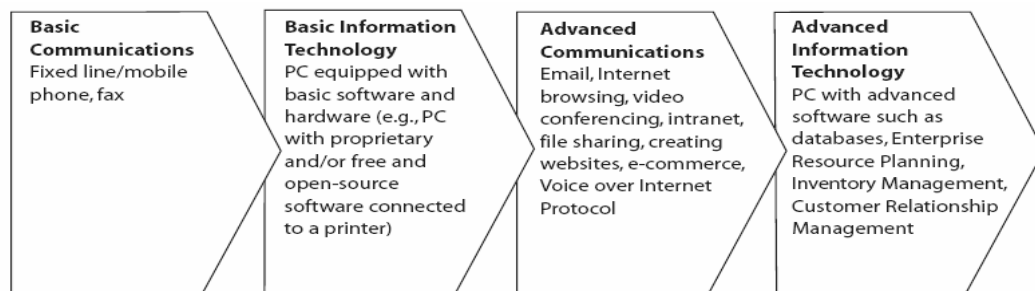 Basic
Communications
Fixed line/mobile
phone, fax
Basic Information
Technology
PC equipped with
basic software and
hardware (e.g., PC
with proprietary
and/or free and
open-source
software connected
to a printer)
Advanced
Communications
Email, Internet
browsing, video
conferencing, intranet,
file sharing, creating
websites, e-commerce,
Voice over Internet
Protocol
Advanced
Information
Technology
PC with advanced
software such as
databases, Enterprise
Resource Planning,
Inventory Management,
Customer Relationship
Management